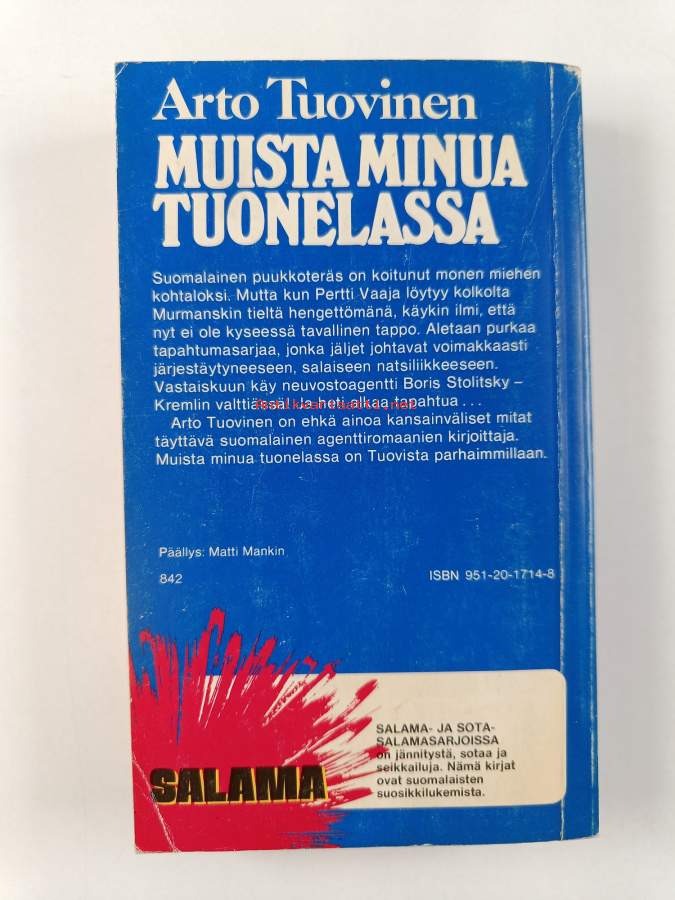 Arto Tuovinen
MUISTA MINUA
TUONELASSA
Suomalainen puukkoteräs on koitunut monen miehen
kohtaloksi. Mutta kun Pertti Vaaja löytyy kolkolta
Murmanskin tieltä hengettömänä, käykin ilmi, että
nyt ei ole kyseessä tavallinen tappo. Aletaan purkaa
tapahtumasarjaa, jonka jäljet johtavat voimakkaasti
järjestäytyneeseen, salaiseen natsiliikkeeseen.
Vastaiskuun käy neuvostoagentti Boris Stolitsky –
Kremlin valttiässä! Ja heti alkaa tapahtua . . .
Arto Tuovinen on ehkä ainoa kansainväliset mitat
täyttävä suomalainen agenttiromaanien kirjoittaja.
Muista minua tuonelassa on Tuovista parhaimmillaan.
Päällys: Matti Mankin
842
ISBN 951-20-1714-8
SALAMA- JA SOTA-
SALAMASARJOISSA
on jännitystä, sotaa ja
seikkailuja. Nämä kirjat
ovat suomalaisten
suosikkilukemista.
SALAMA